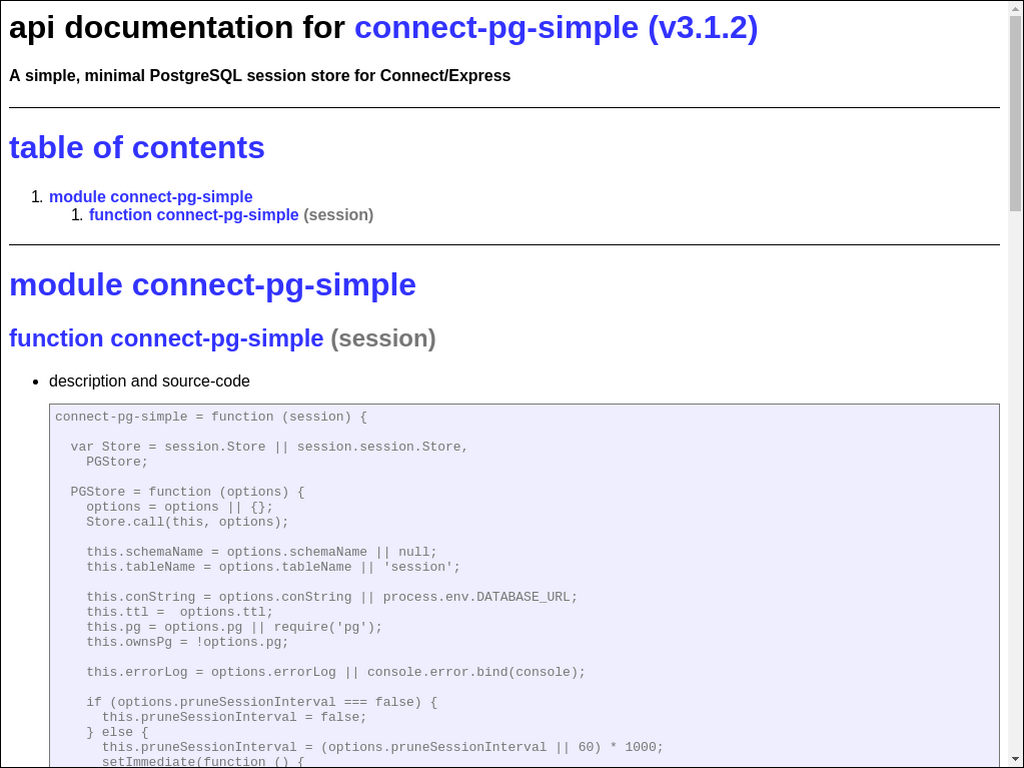 api documentation for connect-pg-simple (v3.1.2)
A simple, minimal PostgreSQL session store for Connect/Express
table of contents
1. module connect-pg-simple
1. function connect-pg-simple (session)
module connect-pg-simple
function connect-pg-simple (session)
• description and source-code
connect-pg-simple = function (session) {
  var Store = session.Store || session.session.Store,
    PGStore;
  PGStore = function (options) {
    options = options || {};
    Store.call(this, options);
    this.schemaName = options.schemaName || null;
    this.tableName = options.tableName || 'session';
    this.conString = options.conString || process.env.DATABASE_URL;
    this.ttl =  options.ttl;
    this.pg = options.pg || require('pg');
    this.ownsPg = !options.pg;
    this.errorLog = options.errorLog || console.error.bind(console);
    if (options.pruneSessionInterval === false) {
      this.pruneSessionInterval = false;
    } else {
      this.pruneSessionInterval = (options.pruneSessionInterval || 60) * 1000;
      setImmediate(function () {